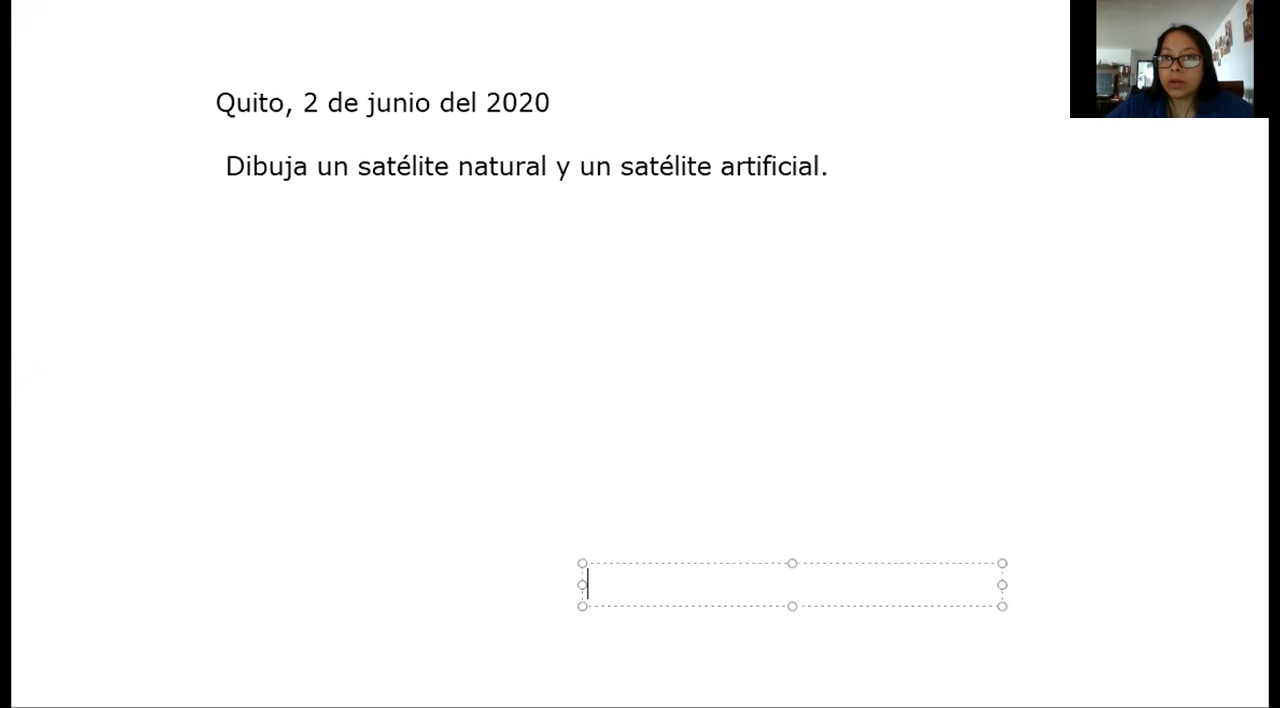 Quito, 2 de junio del 2020
Dibuja un satélite natural y un satélite artificial.